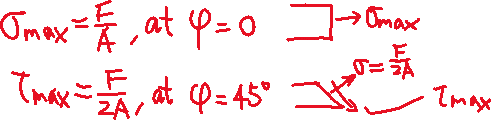 σmax = F/A, at φ = 0 → σmax
σ = F/2A
τmax = F/2A, at φ = 45° τmax